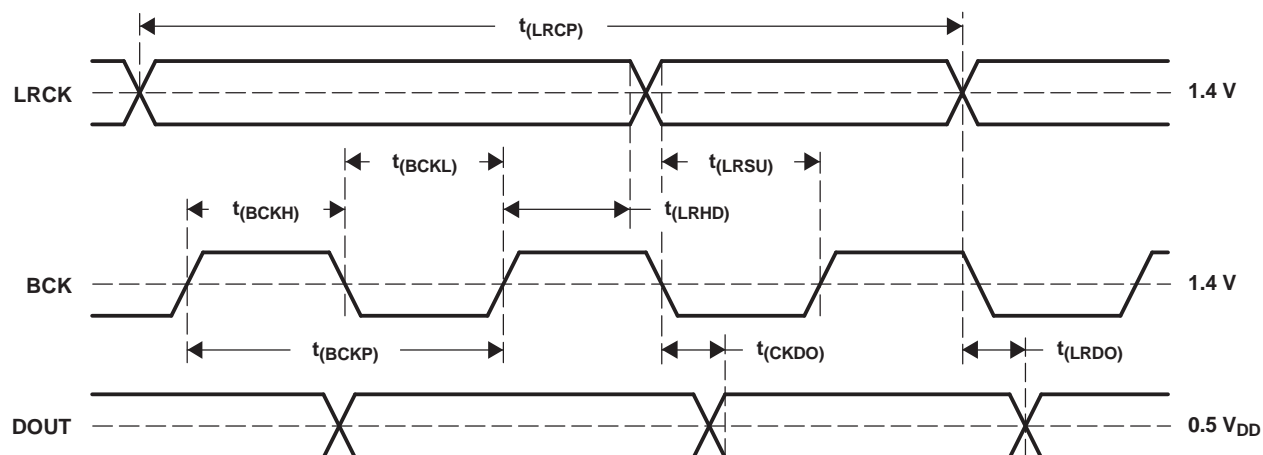 t(LRCP)
LRCK
1.4 V
t(BCKL)
t(LRSU)
t(BCKH)
t(LRHD)
BCK
1.4 V
t(BCKP)
t(CKDO)
t(LRDO)
DOUT
0.5 VDD